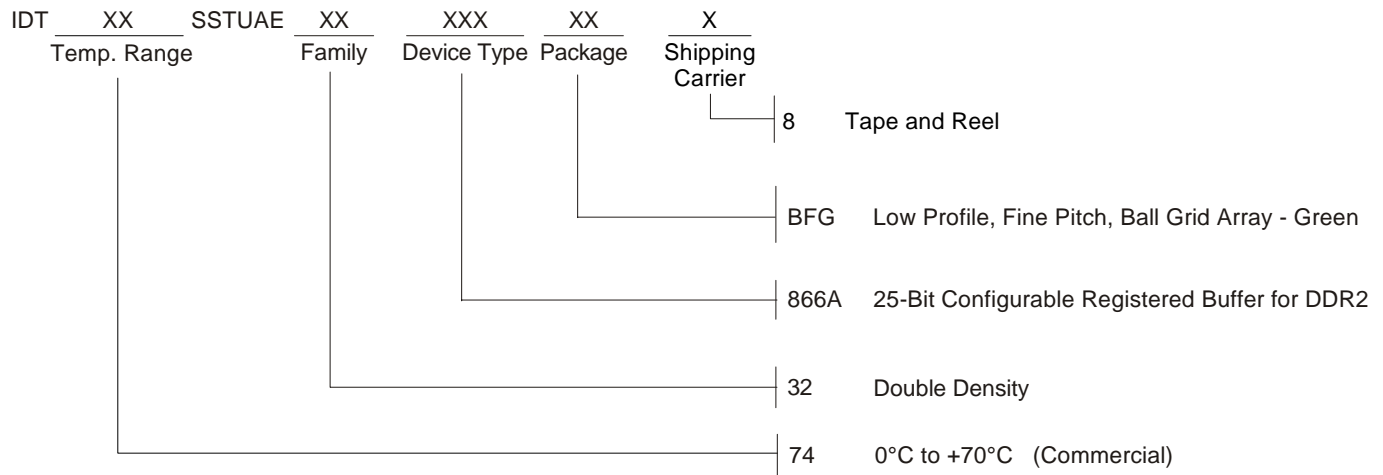 IDT XX SSTUAE XX XXX XX X
Temp. Range Family Device Type Package Shipping
Carrier
8 Tape and Reel
BFG Low Profile, Fine Pitch, Ball Grid Array - Green
866A 25-Bit Configurable Registered Buffer for DDR2
32 Double Density
74 0°C to +70°C (Commercial)